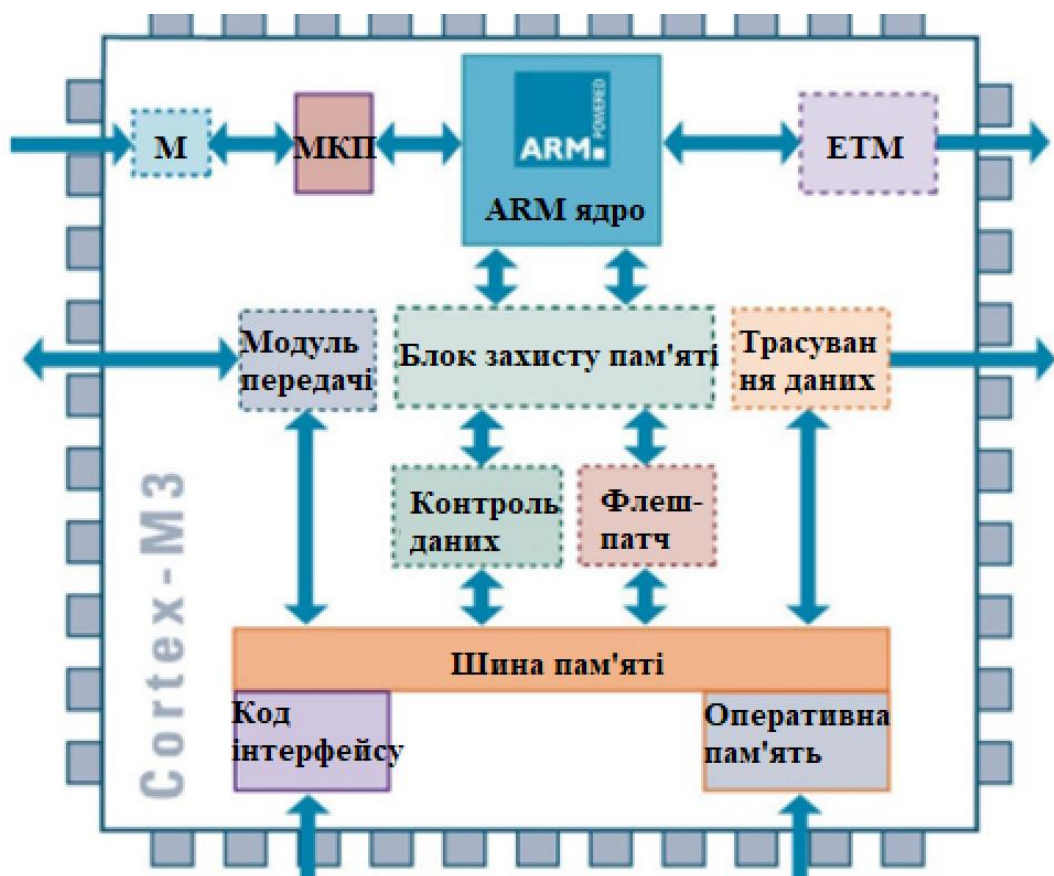 М
МКП
ARM POWERED
ARM ядро
ETM
Модуль
передачі
Блок захисту пам'яті
Трасуван
ня даних
Контроль
даних
Флеш-
патч
Cortex-M3
Шина пам'яті
Код
інтерфейсу
Оперативна
пам'ять